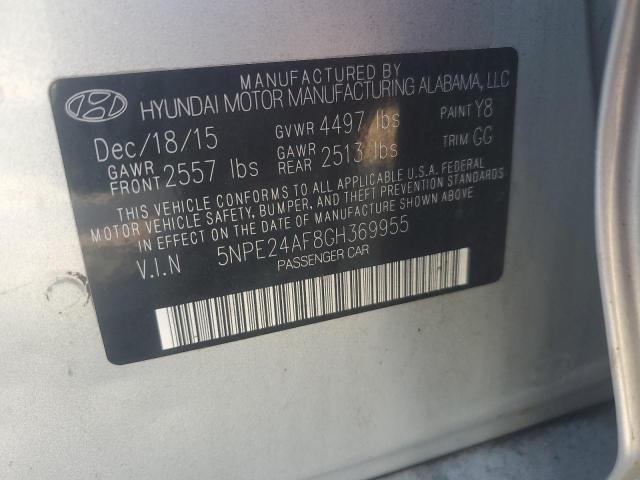 MANUFACTURED BY
HYUNDAI MOTOR MANUFACTURING ALABAMA, LLC
Dec/18/15 GVWR 4497 lbs PAINT Y8
GAWR FRONT 2557 lbs GAWR REAR 2513 lbs TRIM GG
THIS VEHICLE CONFORMS TO ALL APPLICABLE U.S.A. FEDERAL
MOTOR VEHICLE SAFETY, BUMPER, AND THEFT PREVENTION STANDARDS
IN EFFECT ON THE DATE OF MANUFACTURE SHOWN ABOVE.
V.I.N 5NPE24AF8GH369955
PASSENGER CAR